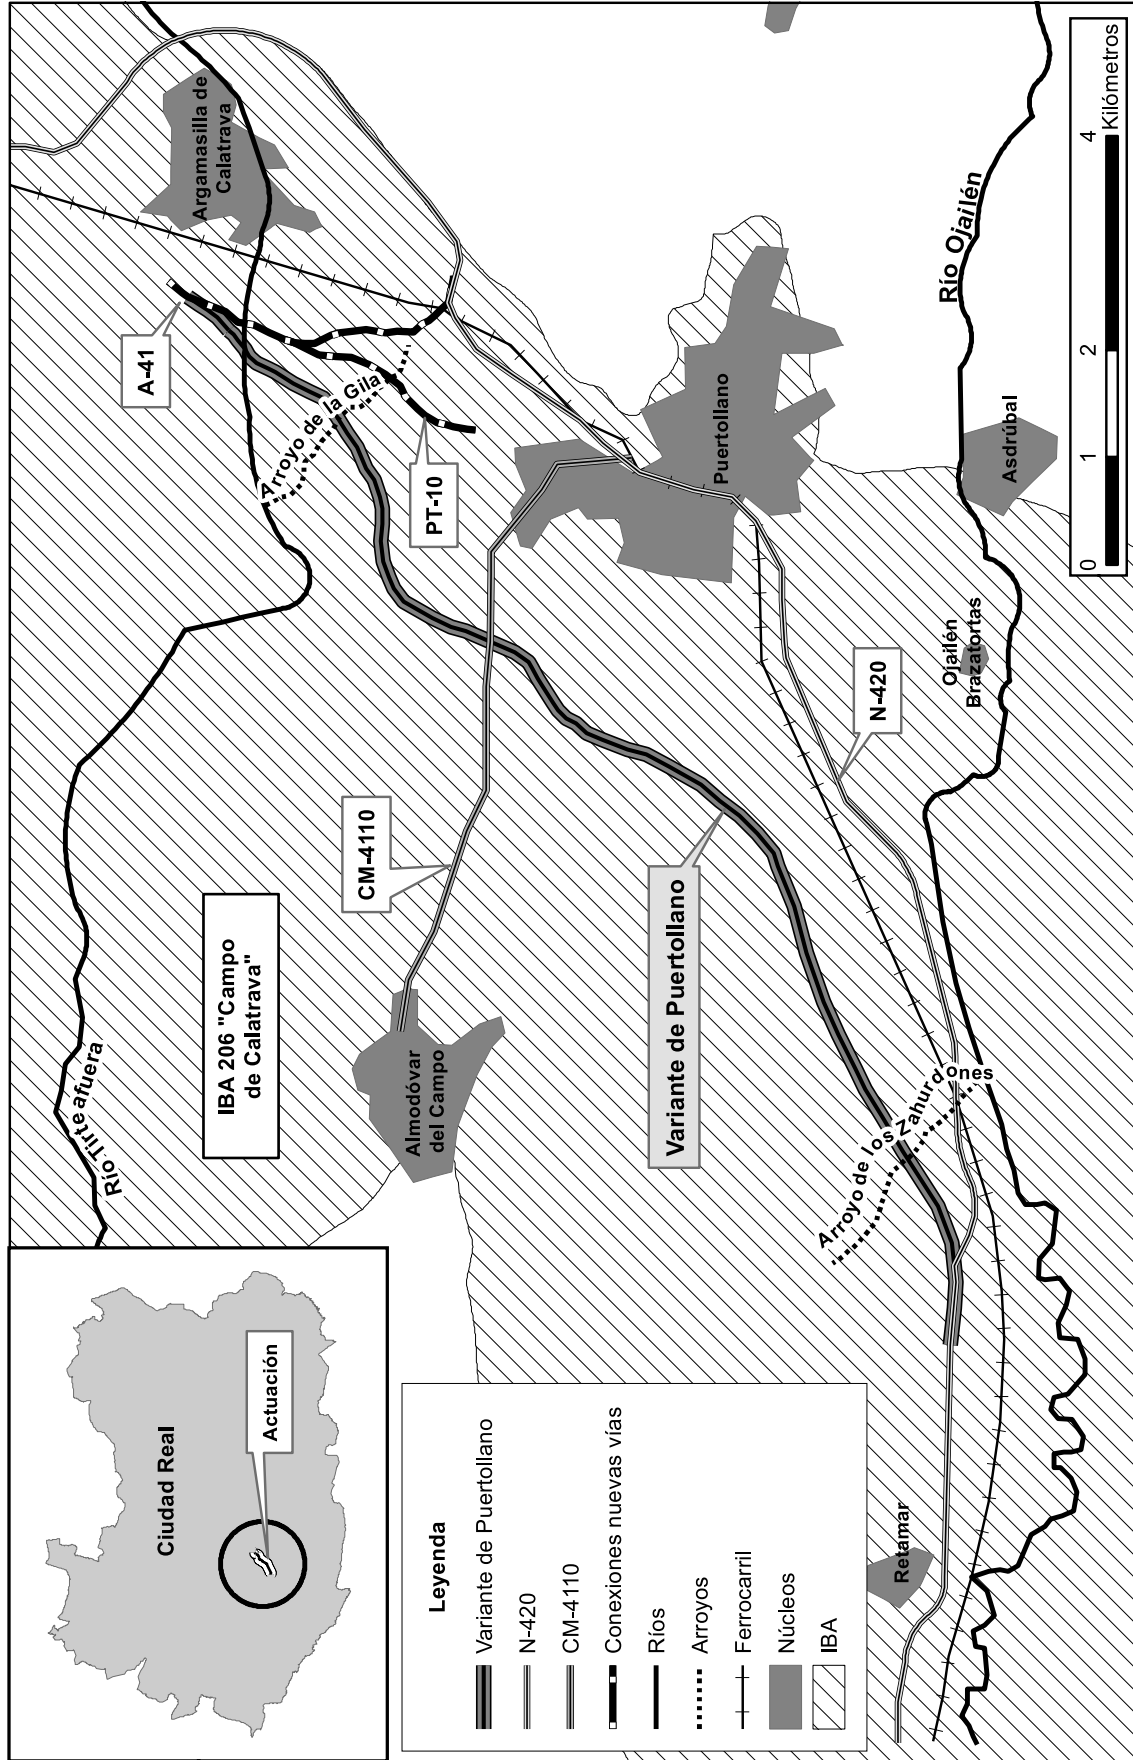 Ciudad Real
Actuación
Leyenda
Variante de Puertollano
N-420
CM-4110
Conexiones nuevas vías
Ríos
Arroyos
Ferrocarril
Núcleos
IBA
Río Tirteafuera
IBA 206 "Campo
de Calatrava"
Almodóvar
del Campo
CM-4110
Variante de Puertollano
Arroyo de los Zahurdones
Retamar
N-420
Ojailén
Brazatortas
Asdrúbal
Puertollano
PT-10
Arroyo de la Gila
A-41
Argamasilla de
Calatrava
Río Ojailén
0 1 2 4
Kilómetros